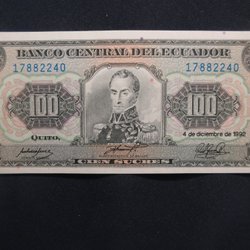 BANCO CENTRAL DEL ECUADOR
17882240 17882240
100 100
QUITO,
4 de diciembre de 1992
CIEN SUCRES